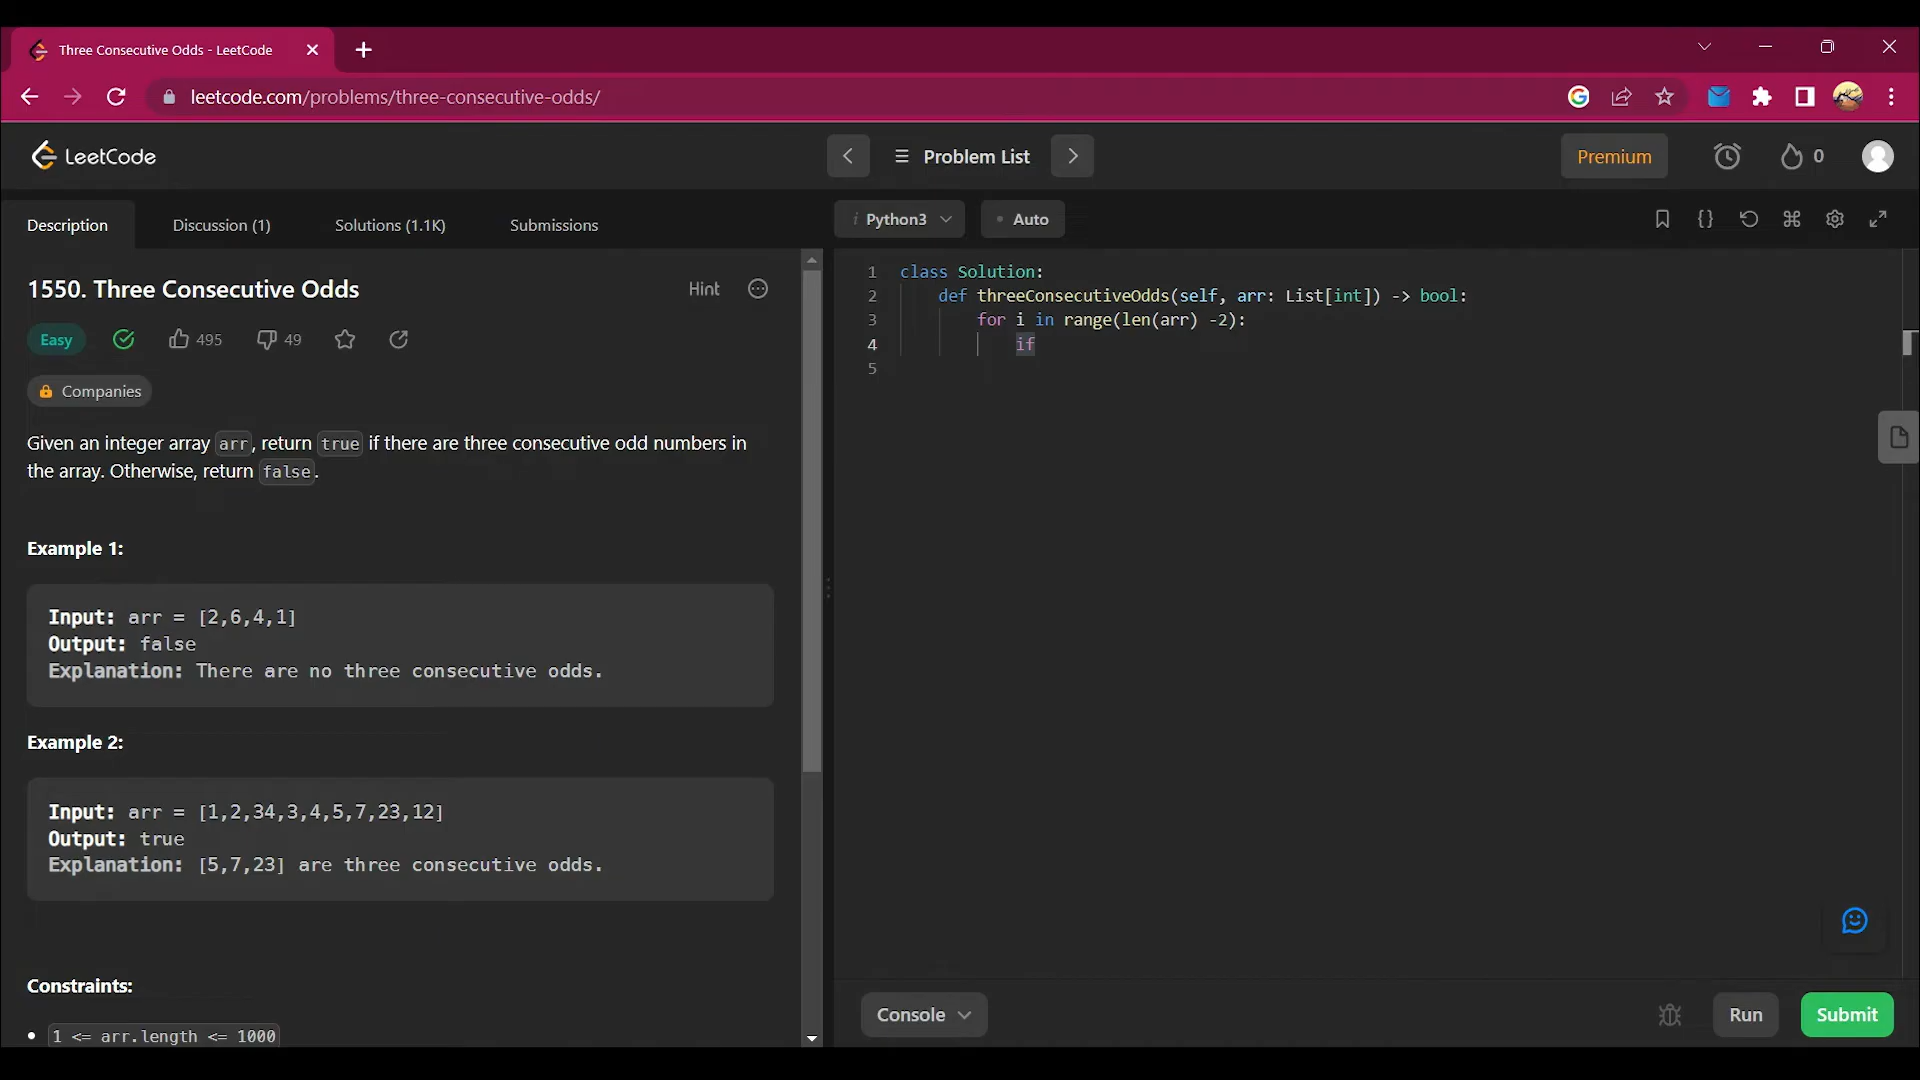 Three Consecutive Odds - LeetCode
leetcode.com/problems/three-consecutive-odds/
LeetCode
Problem List
Premium
0
Description
Discussion (1)
Solutions (1.1K)
Submissions
i Python3
Auto
1550. Three Consecutive Odds
Hint
Easy
495
49
Companies
Given an integer array arr, return true if there are three consecutive odd numbers in
the array. Otherwise, return false.
Example 1:
Input: arr = [2,6,4,1]
Output: false
Explanation: There are no three consecutive odds.
Example 2:
Input: arr = [1,2,34,3,4,5,7,23,12]
Output: true
Explanation: [5,7,23] are three consecutive odds.
Constraints:
1 <= arr.length <= 1000
1 class Solution:
2 def threeConsecutiveOdds(self, arr: List[int]) -> bool:
3 for i in range(len(arr) -2):
4 if
5
Console
Run
Submit